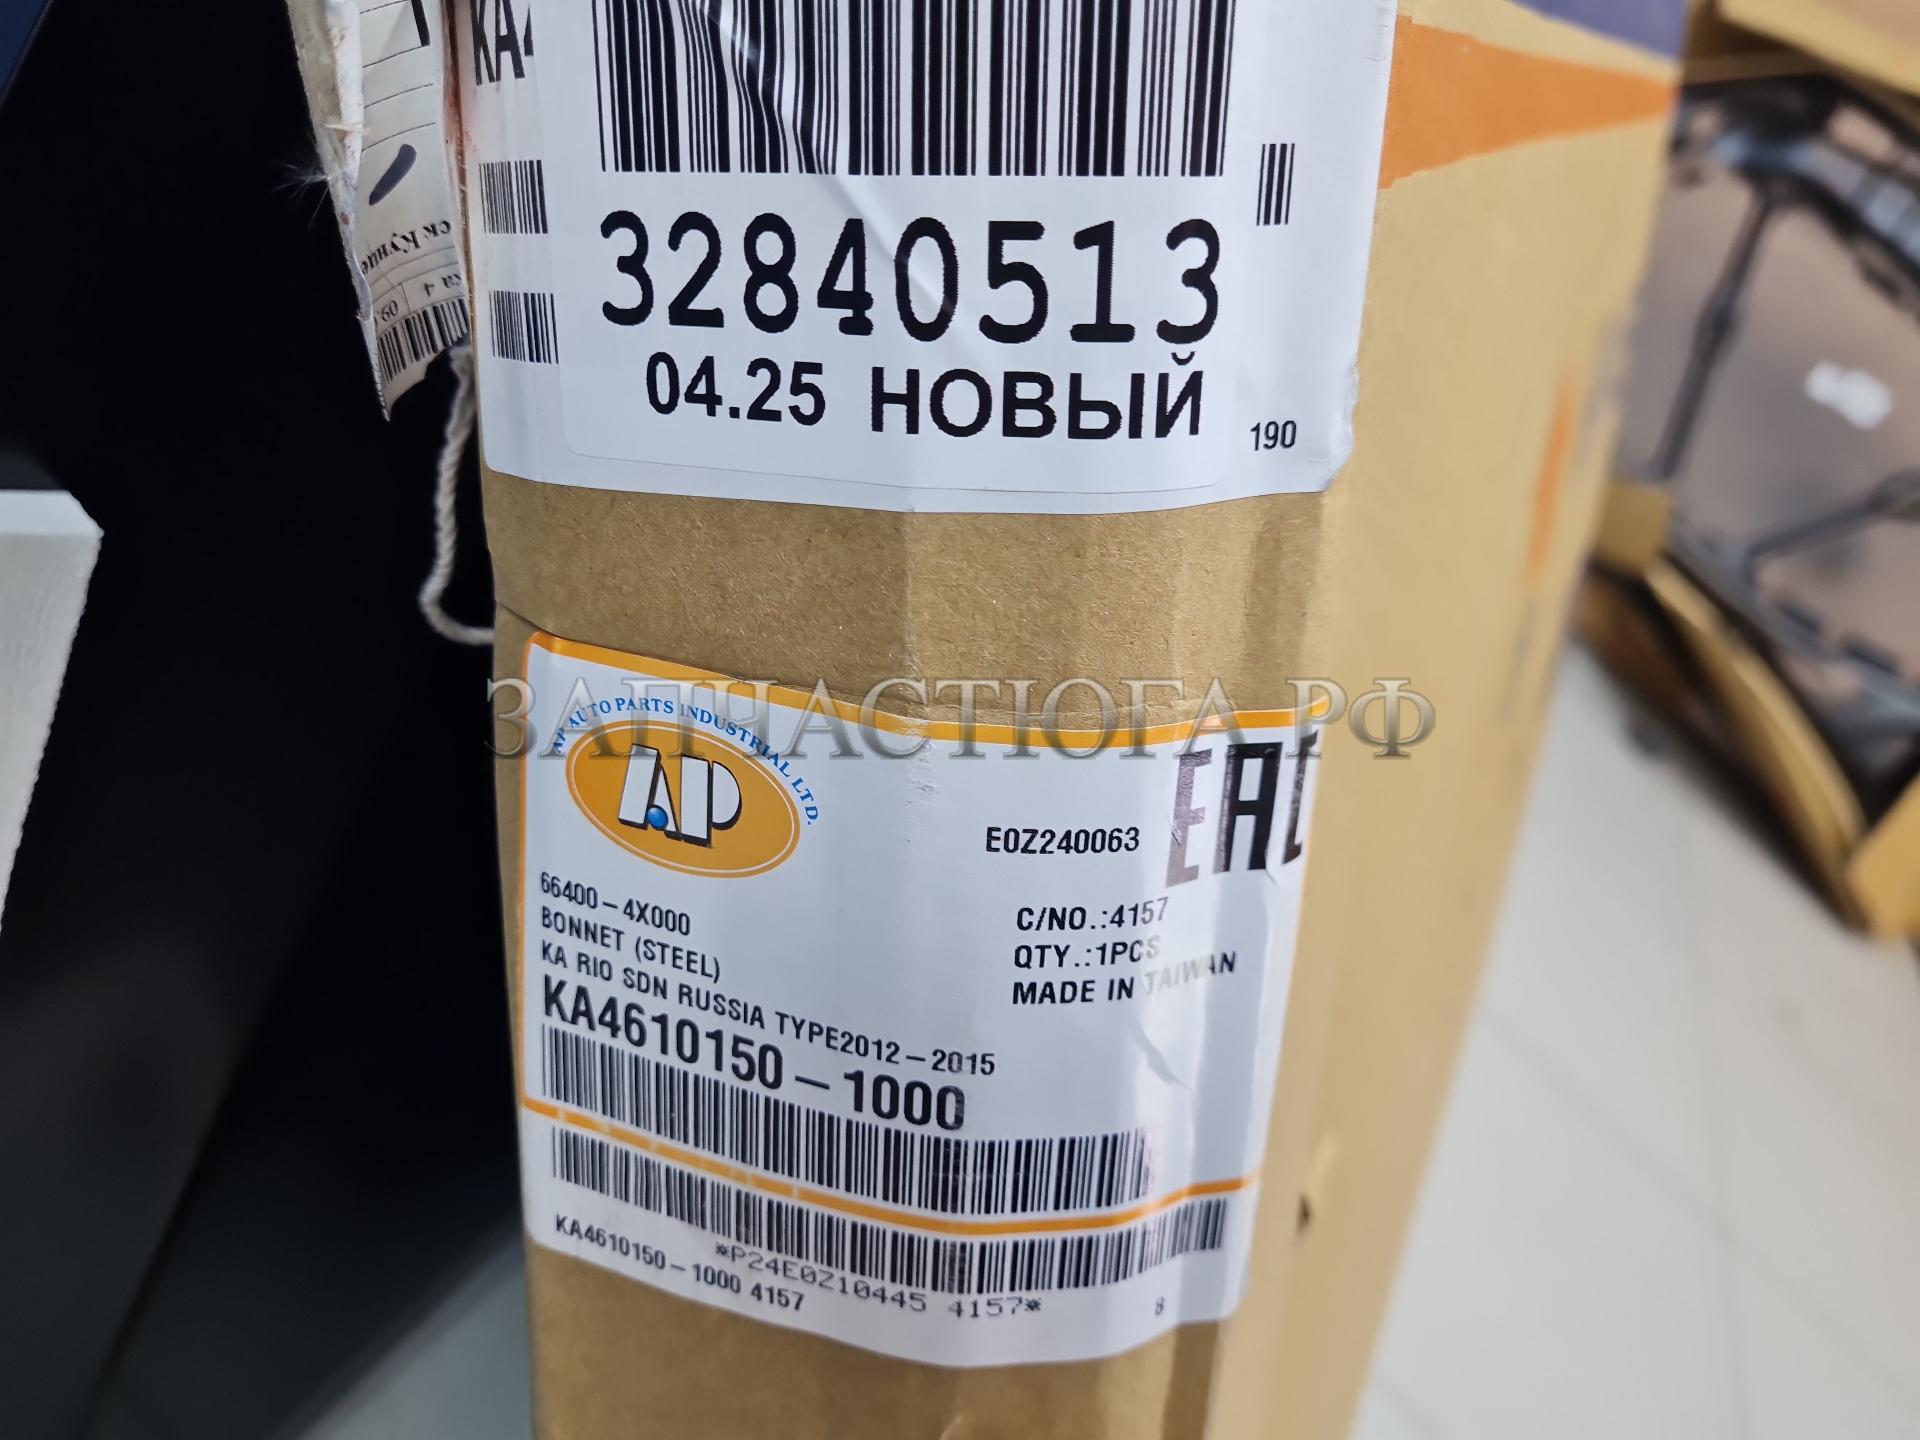 KA4
32840513
04.25 НОВЫЙ
190
ЗАПЧАСТЮГА.РФ
AP AUTO PARTS INDUSTRIAL LTD.
AP
EAC
E0Z240063
66400-4X000
C/NO.:4157
BONNET (STEEL)
QTY.:1PCS
KA RIO SDN RUSSIA TYPE2012-2015
MADE IN TAIWAN
KA4610150-1000
*P24E0Z10445 4157*
KA4610150-1000 4157
8